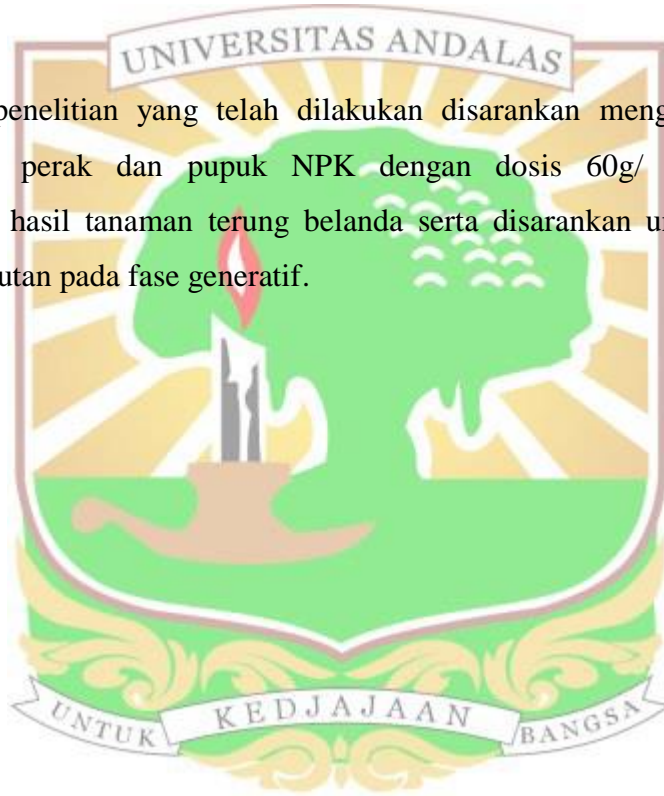 UNIVERSITAS ANDALAS
penelitian yang telah dilakukan disarankan meng
perak dan pupuk NPK dengan dosis 60g/
hasil tanaman terung belanda serta disarankan u
utan pada fase generatif.
UNTUK KEDJAJAAN BANGSA